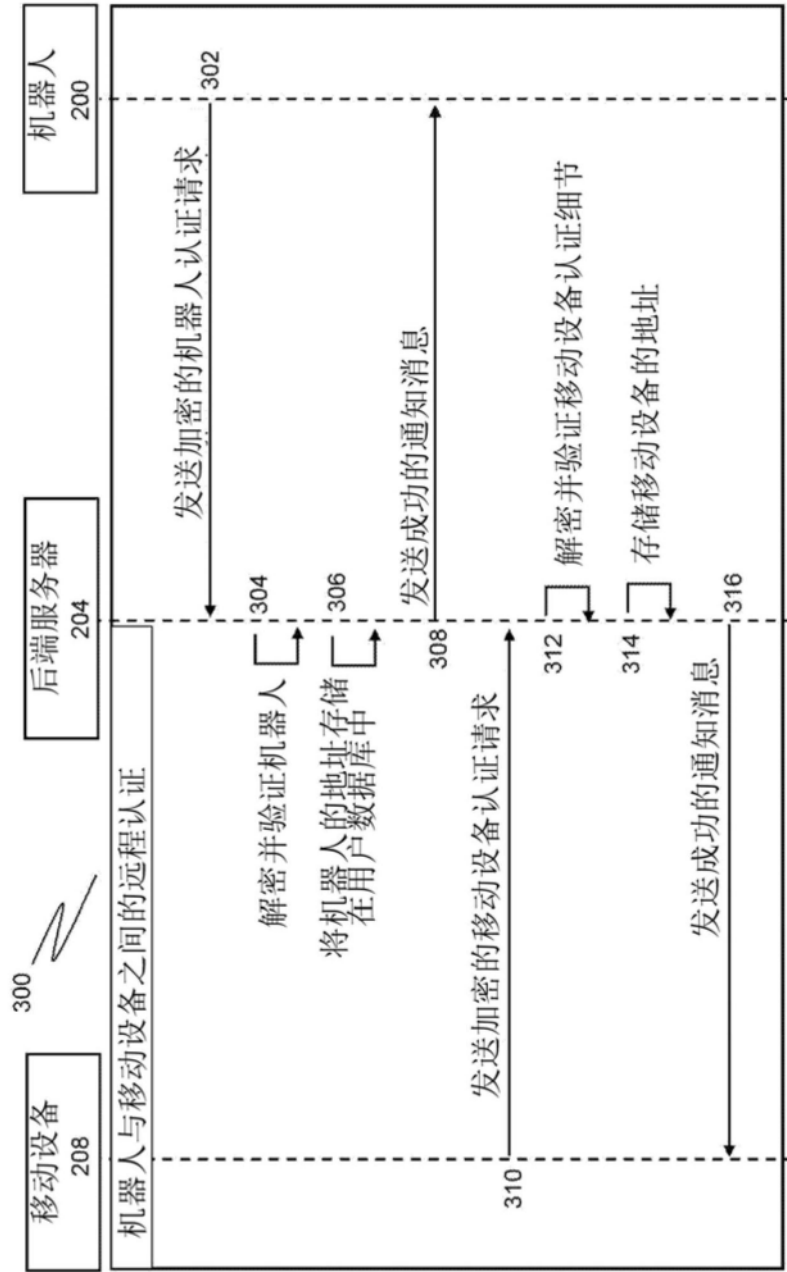 300
移动设备
208
后端服务器
204
机器人
200
机器人与移动设备之间的远程认证
发送加密的机器人认证请求
302
解密并验证机器人
304
将机器人的地址存储
在用户数据库中
306
308
发送成功的通知消息
310
发送加密的移动设备认证请求
312
解密并验证移动设备认证细节
314
存储移动设备的地址
发送成功的通知消息
316